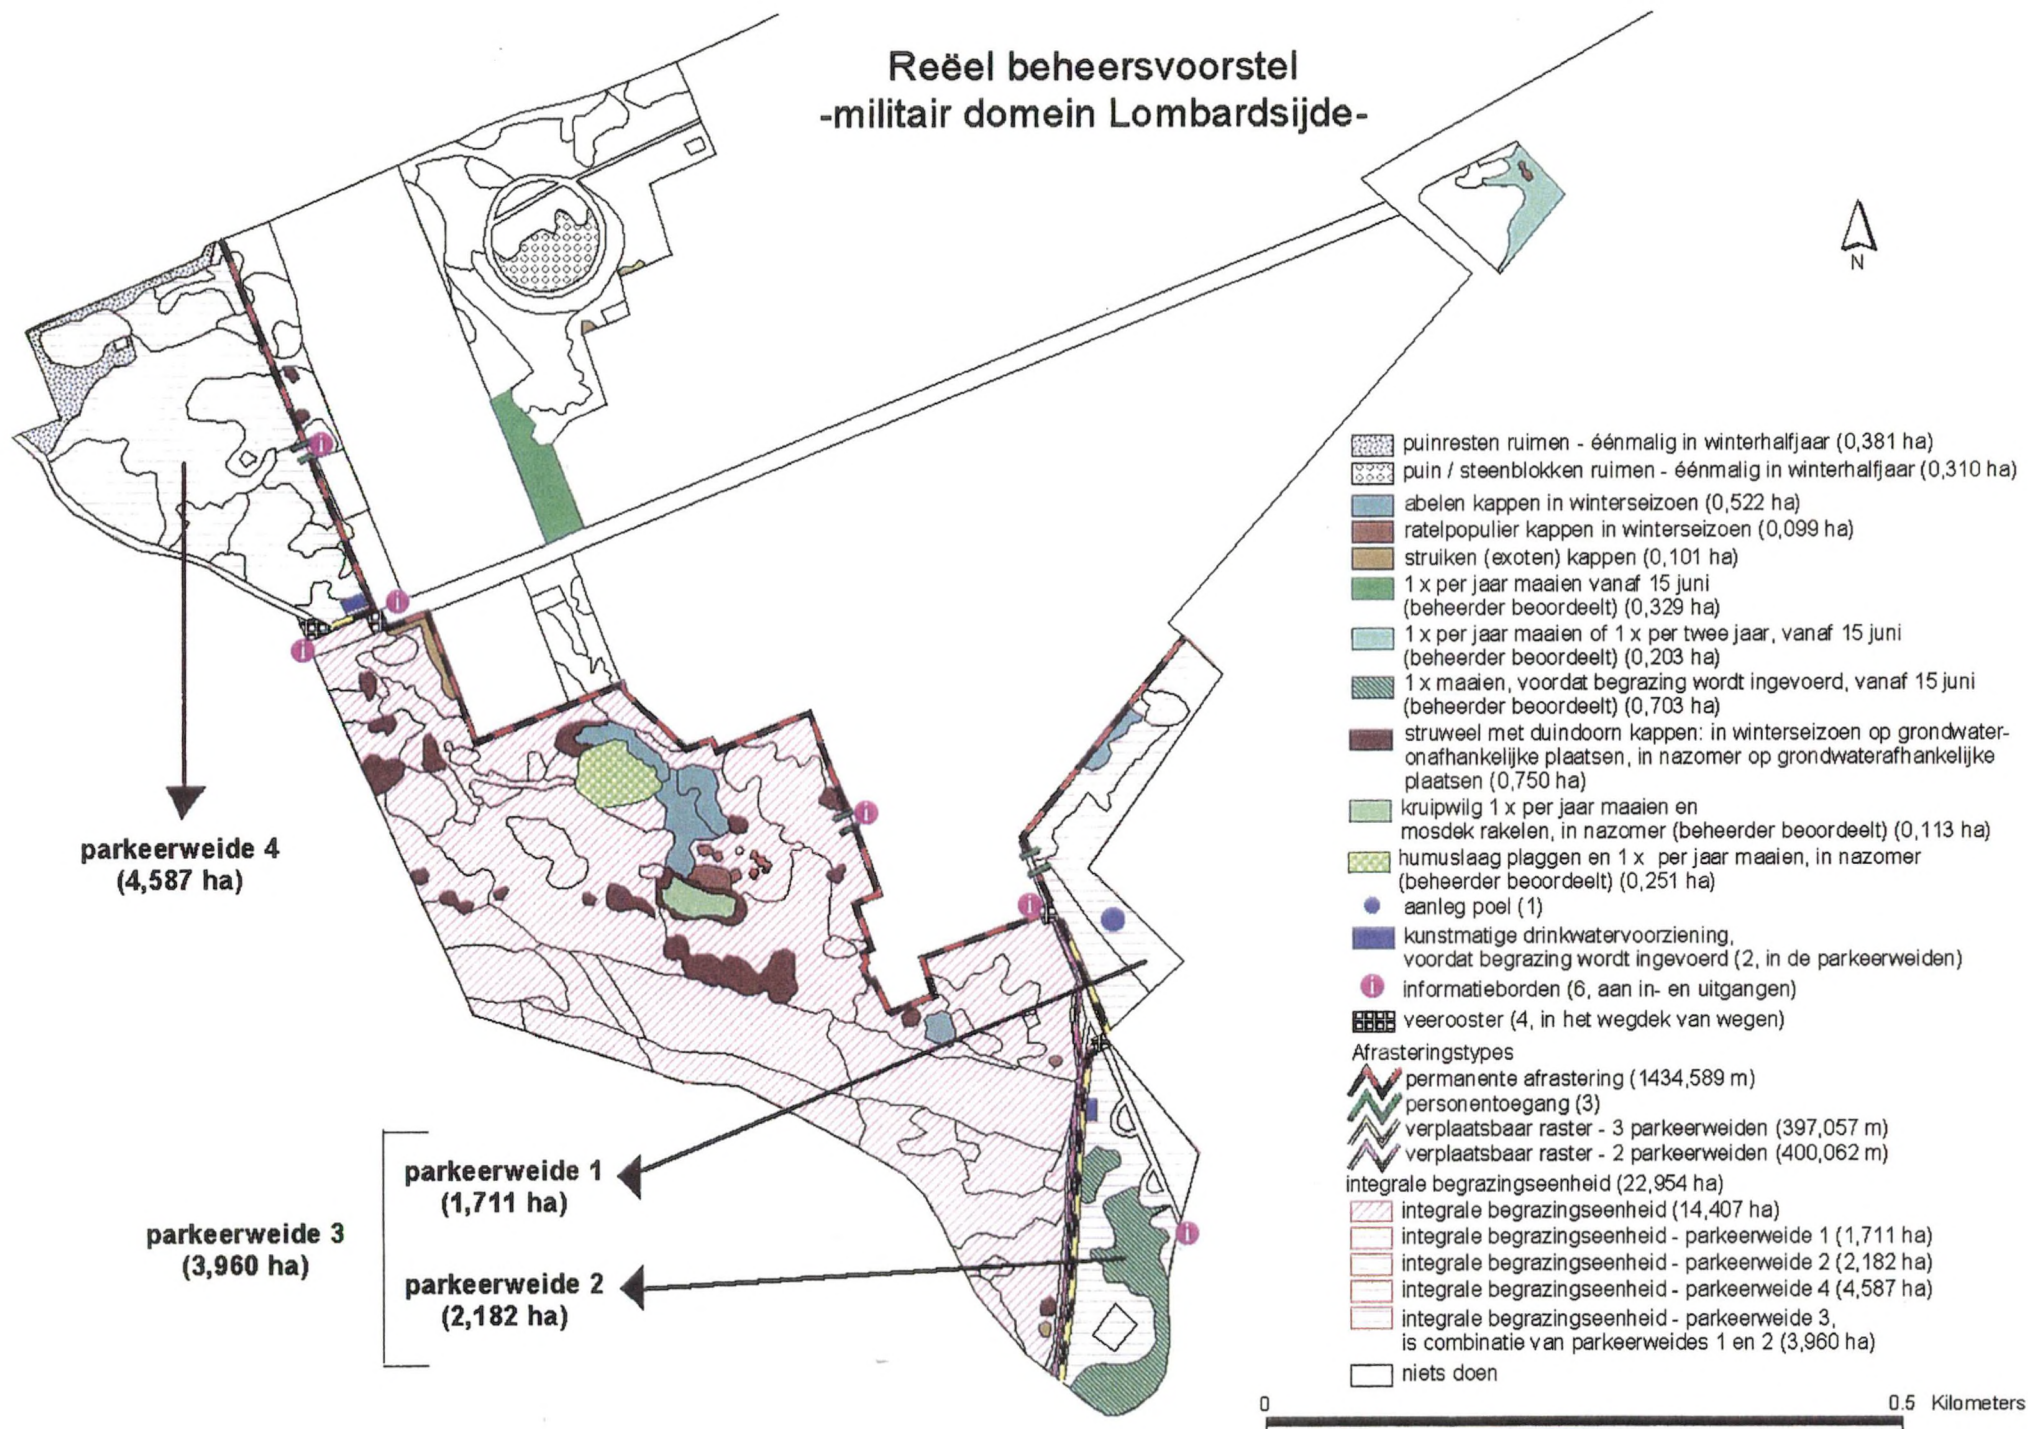 Reëel beheersvoorstel
-militair domein Lombardsijde-
N
puinresten ruimen - éénmalig in winterhalfjaar (0,381 ha)
puin / steenblokken ruimen - éénmalig in winterhalfjaar (0,310 ha)
abelen kappen in winterseizoen (0,522 ha)
ratelpopulier kappen in winterseizoen (0,099 ha)
struiken (exoten) kappen (0,101 ha)
1 x per jaar maaien vanaf 15 juni
(beheerder beoordeelt) (0,329 ha)
1 x per jaar maaien of 1 x per twee jaar, vanaf 15 juni
(beheerder beoordeelt) (0,203 ha)
1 x maaien, voordat begrazing wordt ingevoerd, vanaf 15 juni
(beheerder beoordeelt) (0,703 ha)
struweel met duindoorn kappen: in winterseizoen op grondwater-
onafhankelijke plaatsen, in nazomer op grondwaterafhankelijke
plaatsen (0,750 ha)
kruipwilg 1 x per jaar maaien en
mosdek rakelen, in nazomer (beheerder beoordeelt) (0,113 ha)
humuslaag plaggen en 1 x per jaar maaien, in nazomer
(beheerder beoordeelt) (0,251 ha)
aanleg poel (1)
kunstmatige drinkwatervoorziening,
voordat begrazing wordt ingevoerd (2, in de parkeerweiden)
i informatieborden (6, aan in- en uitgangen)
veerooster (4, in het wegdek van wegen)
Afrasteringstypes
permanente afrastering (1434,589 m)
personentoegang (3)
verplaatsbaar raster - 3 parkeerweiden (397,057 m)
verplaatsbaar raster - 2 parkeerweiden (400,062 m)
integrale begrazingseenheid (22,954 ha)
integrale begrazingseenheid (14,407 ha)
integrale begrazingseenheid - parkeerweide 1 (1,711 ha)
integrale begrazingseenheid - parkeerweide 2 (2,182 ha)
integrale begrazingseenheid - parkeerweide 4 (4,587 ha)
integrale begrazingseenheid - parkeerweide 3,
is combinatie van parkeerweides 1 en 2 (3,960 ha)
niets doen
0 0.5 Kilometers
i
i
i
i
i
i
parkeerweide 4
(4,587 ha)
parkeerweide 1
(1,711 ha)
parkeerweide 3
(3,960 ha)
parkeerweide 2
(2,182 ha)